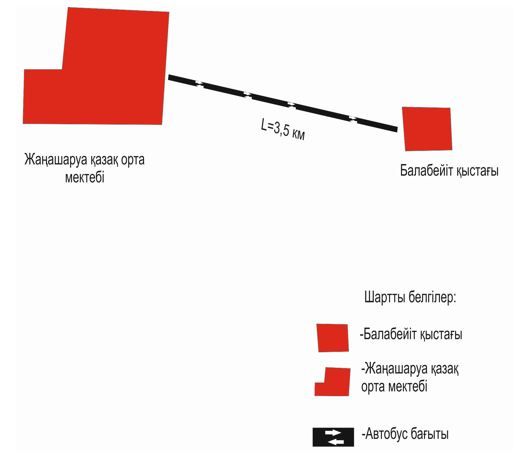 L=3,5 км
Жаңашаруа қазақ орта
мектебі
Балабейіт қыстағы
Шартты белгілер:
-Балабейіт қыстағы
-Жаңашаруа қазақ
орта мектебі
-Автобус бағыты